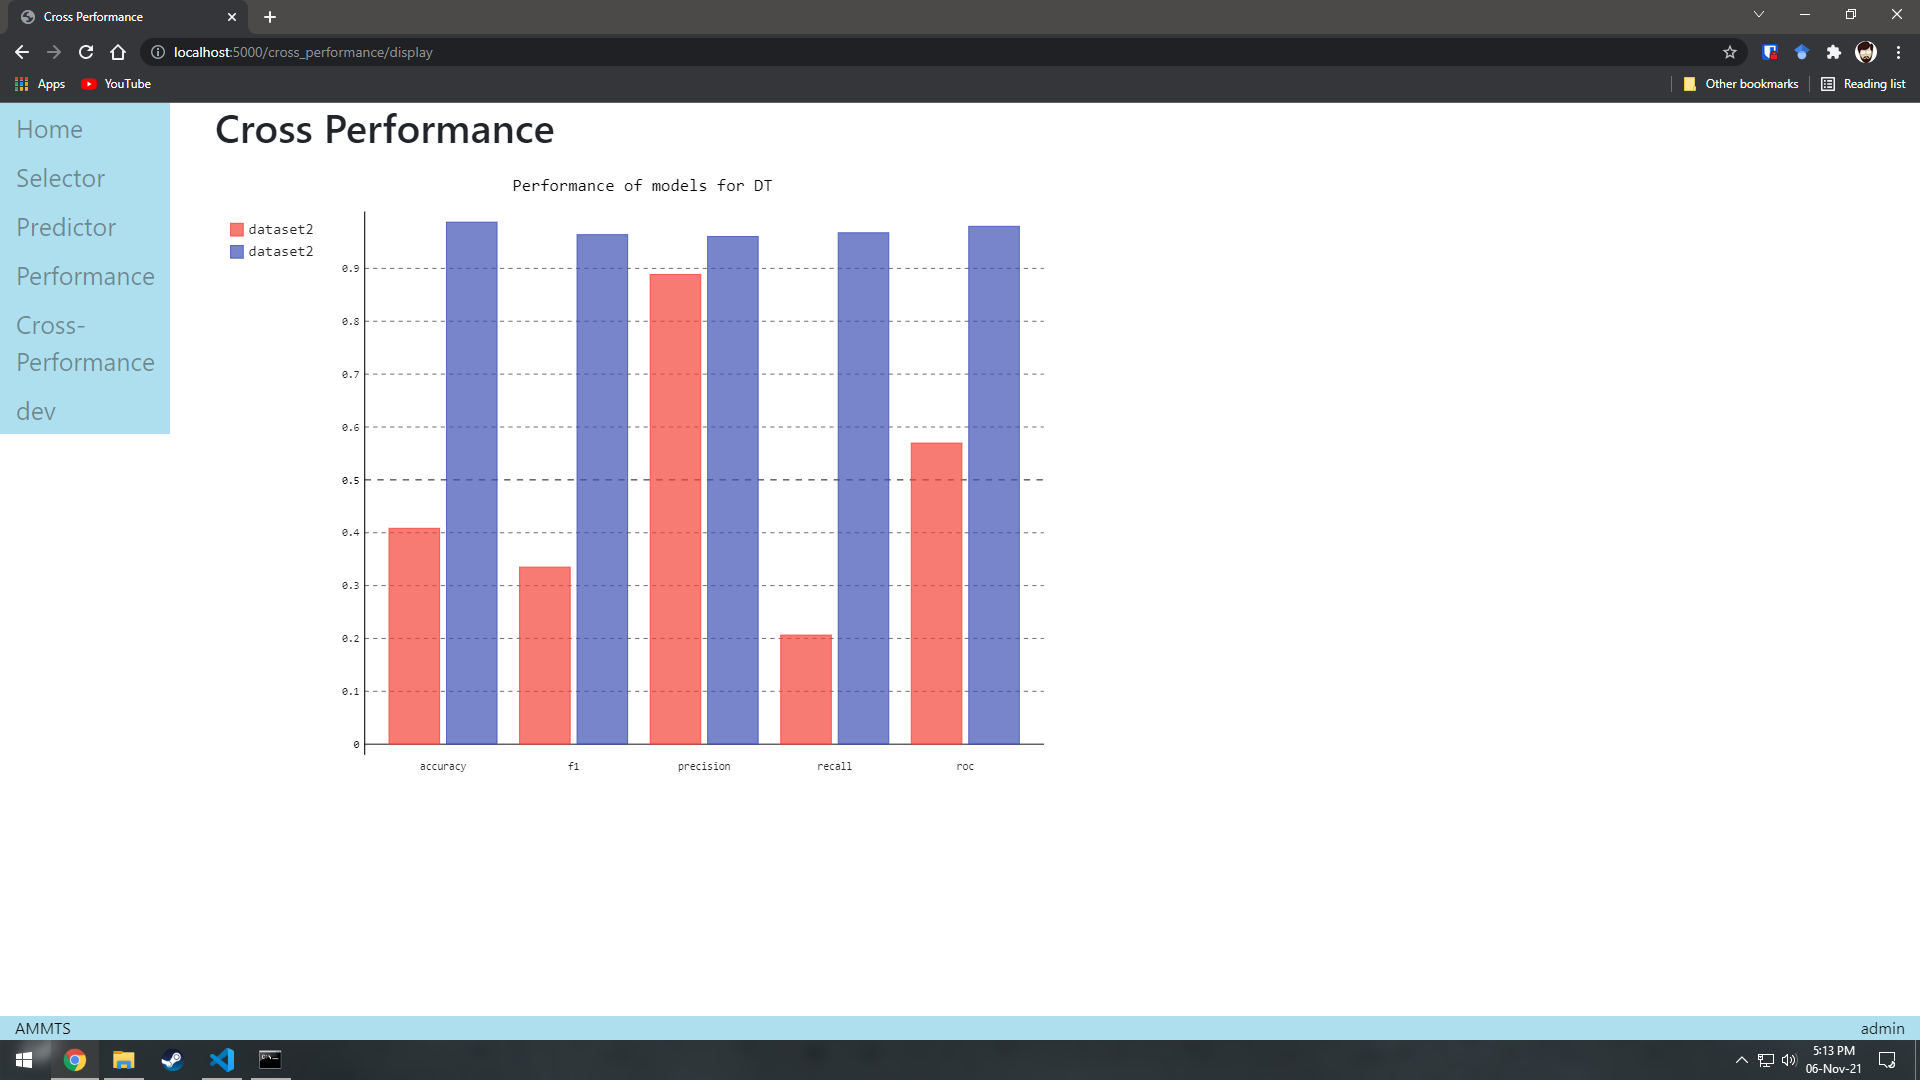 Cross Performance
localhost:5000/cross_performance/display
Apps
YouTube
Other bookmarks
Reading list
Home
Selector
Predictor
Performance
Cross-
Performance
dev
Cross Performance
Performance of models for DT
dataset2
dataset2
0.9
0.8
0.7
0.6
0.5
0.4
0.3
0.2
0.1
0
accuracy f1 precision recall roc
AMMTS
admin
5:13 PM
06-Nov-21